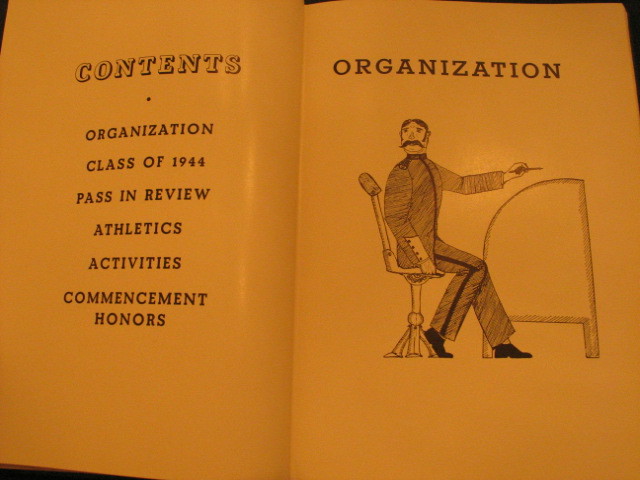 CONTENTS
ORGANIZATION
CLASS OF 1944
PASS IN REVIEW
ATHLETICS
ACTIVITIES
COMMENCEMENT
HONORS
ORGANIZATION